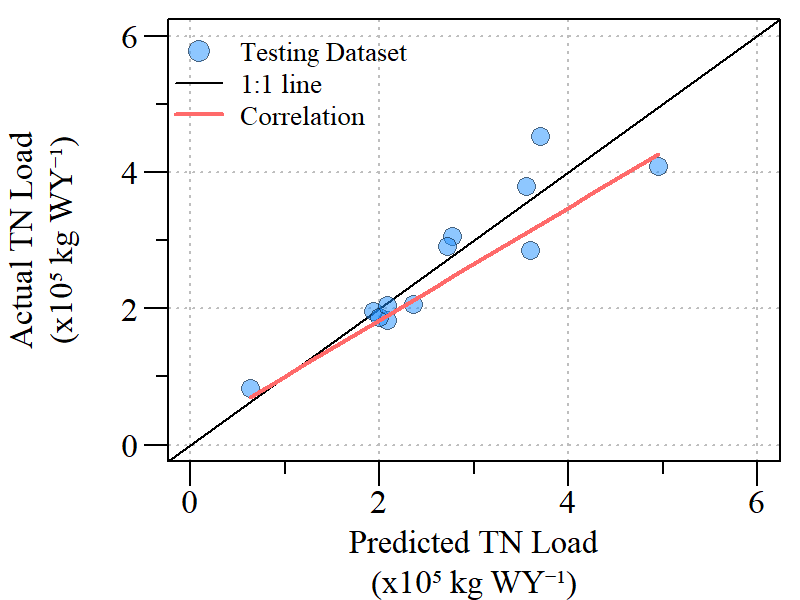 6
4
2
0
Actual TN Load
(x10⁵ kg WY⁻¹)
Testing Dataset
1:1 line
Correlation
0 2 4 6
Predicted TN Load
(x10⁵ kg WY⁻¹)